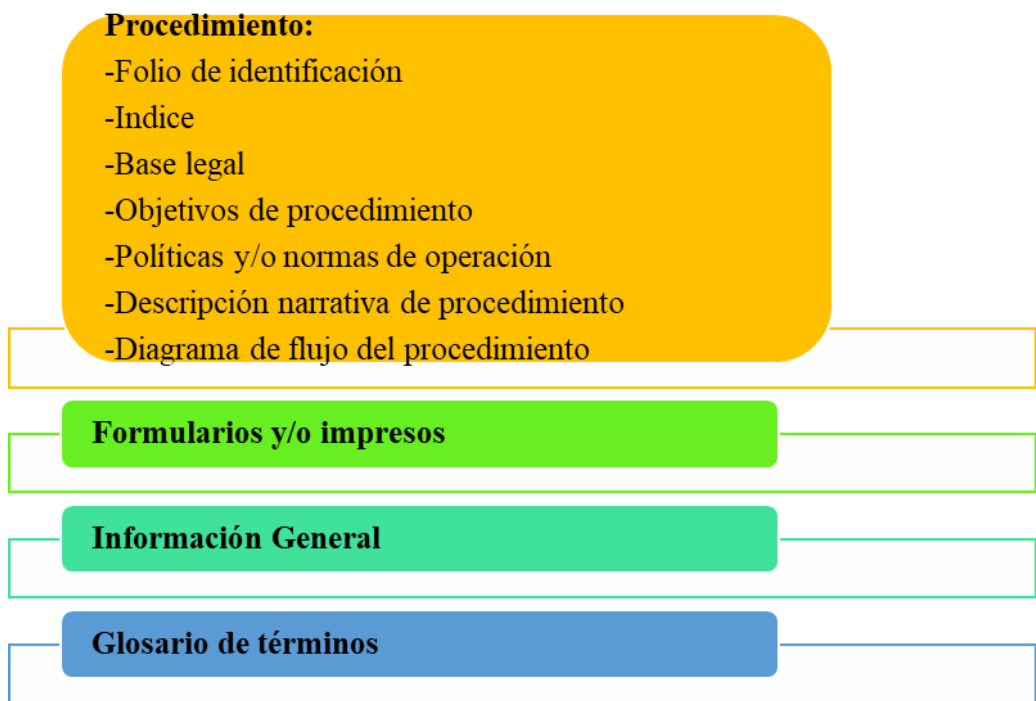 Procedimiento:
-Folio de identificación
-Indice
-Base legal
-Objetivos de procedimiento
-Políticas y/o normas de operación
-Descripción narrativa de procedimiento
-Diagrama de flujo del procedimiento
Formularios y/o impresos
Información General
Glosario de términos